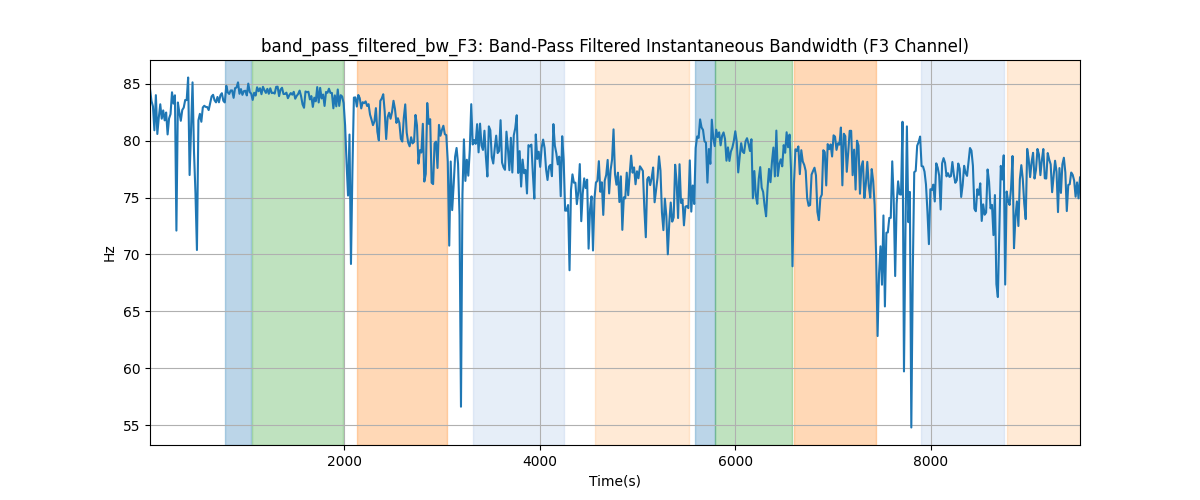 band_pass_filtered_bw_F3: Band-Pass Filtered Instantaneous Bandwidth (F3 Channel)
85
80
75
70
65
60
55
Hz
2000 4000 6000 8000
Time(s)